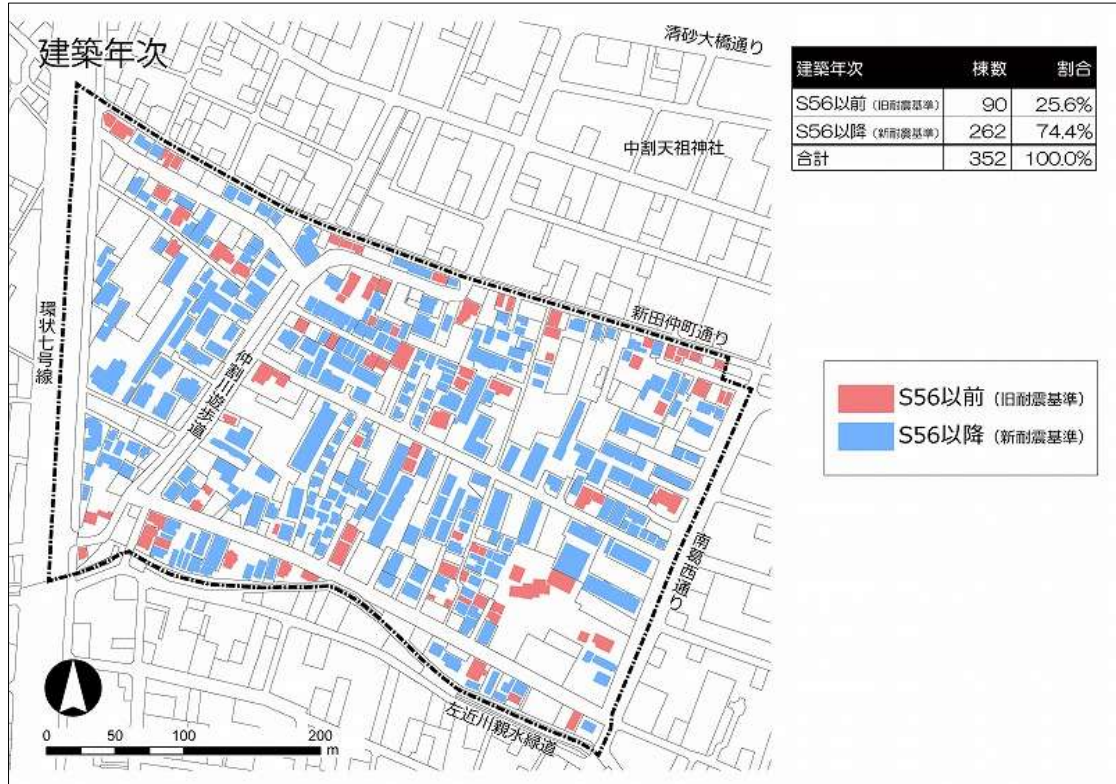 建築年次
清砂大橋通り
中割天祖神社
新田仲町通り
環状七号線
仲割川遊歩道
南葛西通り
左近川親水緑道
0 50 100 200
m
建築年次 棟数 割合
S56以前（旧耐震基準） 90 25.6%
S56以降（新耐震基準） 262 74.4%
合計 352 100.0%
S56以前（旧耐震基準）
S56以降（新耐震基準）